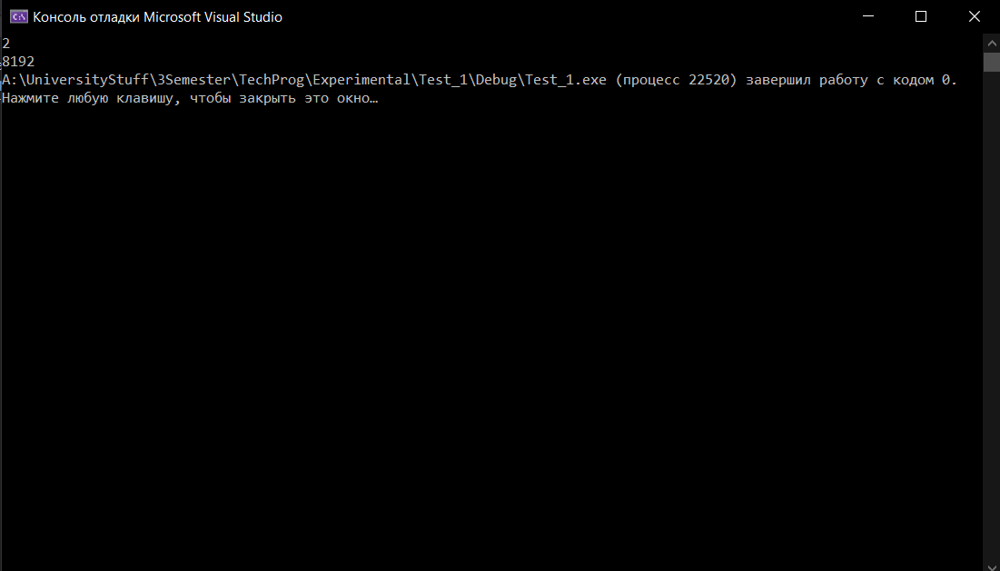 Консоль отладки Microsoft Visual Studio
2
8192
A:\UniversityStuff\3Semester\TechProg\Experimental\Test_1\Debug\Test_1.exe (процесс 22520) завершил работу с кодом 0.
Нажмите любую клавишу, чтобы закрыть это окно…